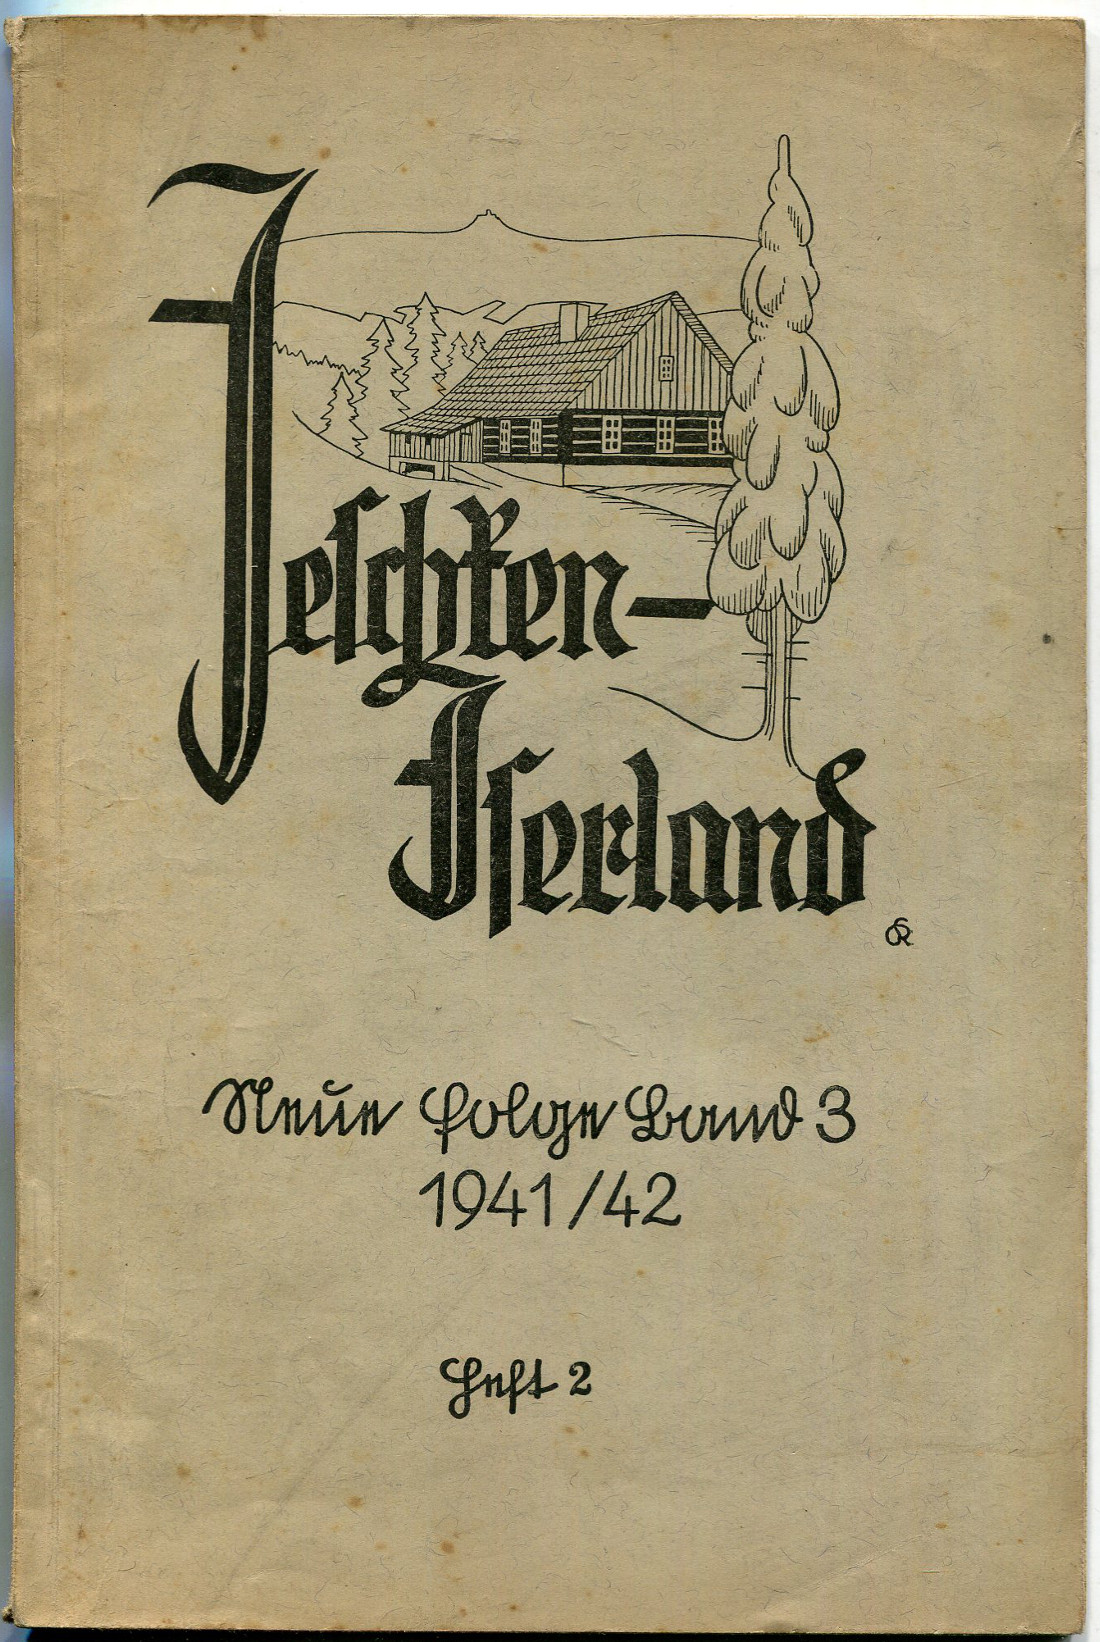 Jeschken-
Iserland
Neue Folge Band 3
1941/42
Heft 2